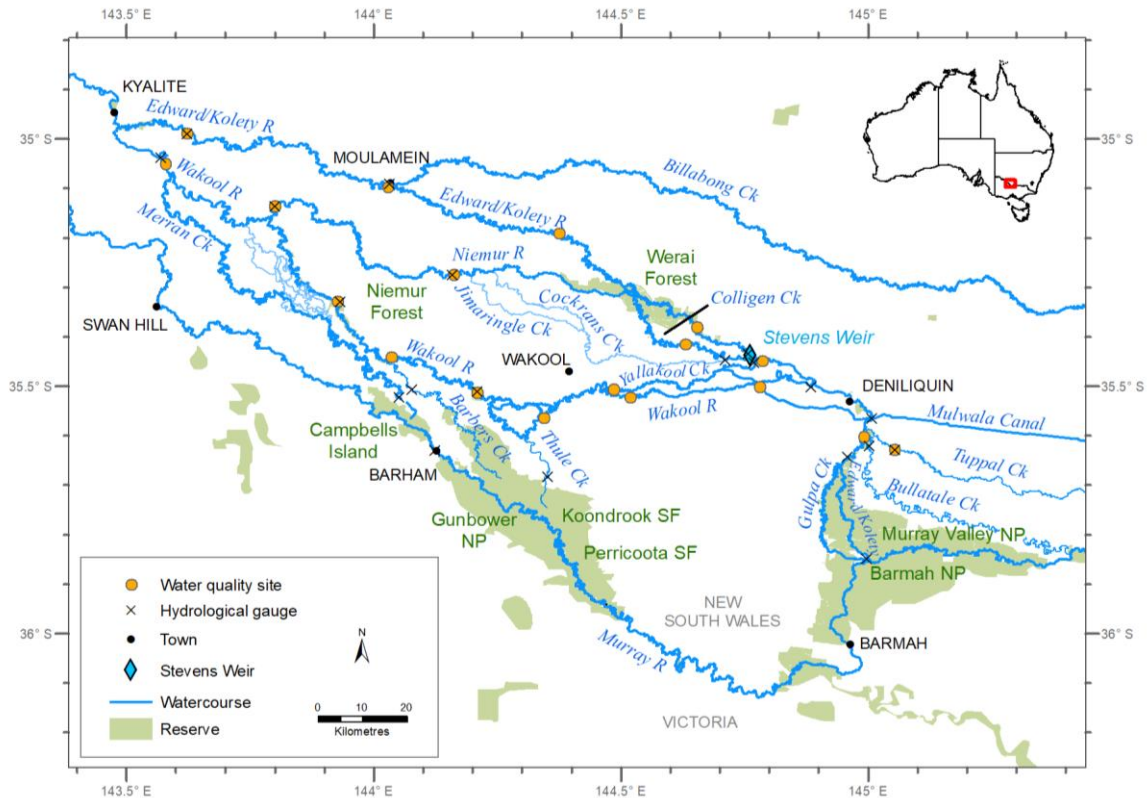 143.5° E
144° E
144.5° E
145° E
35° S
35° S
35.5° S
35.5° S
36° S
36° S
KYALITE
Edward/Kolety R
MOULAMEIN
Billabong Ck
Wakool R
Edward/Kolety R
Merran Ck
Niemur R
Werai
Forest
Niemur
Forest
Jimaringle Ck
Cockrans Ck
Colligen Ck
SWAN HILL
Stevens Weir
Wakool R
WAKOOL
Yallakool Ck
DENILIQUIN
Wakool R
Mulwala Canal
Campbells
Island
Barbers Ck
Thule Ck
Tuppal Ck
BARHAM
Gulpa Ck
Edward/Kolety
Bullatale Ck
Gunbower
NP
Koondrook SF
Murray Valley NP
Perricoota SF
Barmah NP
NEW
SOUTH WALES
BARMAH
Murray R
VICTORIA
Water quality site
Hydrological gauge
Town
Stevens Weir
Watercourse
Reserve
N
0 10 20
Kilometres
143.5° E
144° E
144.5° E
145° E